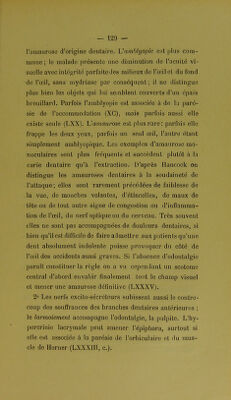 — 129 —
l'amaurose d'origine dentaire. L'amblyopie est plus com-
mune; le malade présente une diminution de l'acuité vi-
suelle avec intégrité parfaite des milieux de l'œil et du fond
de l'œil, sans mydriase par conséquent; il ne distingue
plus bien les objets qui lui semblent couverts d'un épais
brouillard. Parfois l'amblyopie est associée à de la paré-
sie de l'accommodation (XC), mais parfois aussi elle
existe seule (LXX). L'amaurose est plus rare: parfois elle
frappe les deux yeux, parfois un seul œil, l'autre étant
simplement amblyopique. Les exemples d'amaurose mo-
noculaires sont plus fréquents et succèdent plutôt à la
carie dentaire qu'à l'extraction. D'après Hancock on
distingue les amauroses dentaires à la soudaineté de
l'attaque; elles sont rarement précédées de faiblesse de
la vue, de mouches volantes, d'étincelles, de maux de
tête ou de tout autre signe de congestion ou d'inflamma-
tion de l'œil, du nerf optique ou du cerveau. Très souvent
elles ne sont pas accompagnées de douleurs dentaires, si
bien qu'il est difficile de faire admettre aux patients qu'une
dent absolument indolente puisse provoquer du côté de
l'œil des accidents aussi graves. Si l'absence d'odontalgie
paraît constituer la règle on a vu cependant un scotome
central d'abord envahir finalement tout le champ visuel
et mener une amaurose définitive (LXXXV).
2° Les nerfs excito-sécréteurs subissent aussi le contre-
coup des souffrances des branches dentaires antérieures;
le larmoiement accompagne l'odontalgie, la pulpite. L'hy-
percrinie lacrymale peut amener l'épiphora, surtout si
elle est associée à la parésie de l'orbiculaire et du mus-
cle de Horner (LXXXIII, c.).